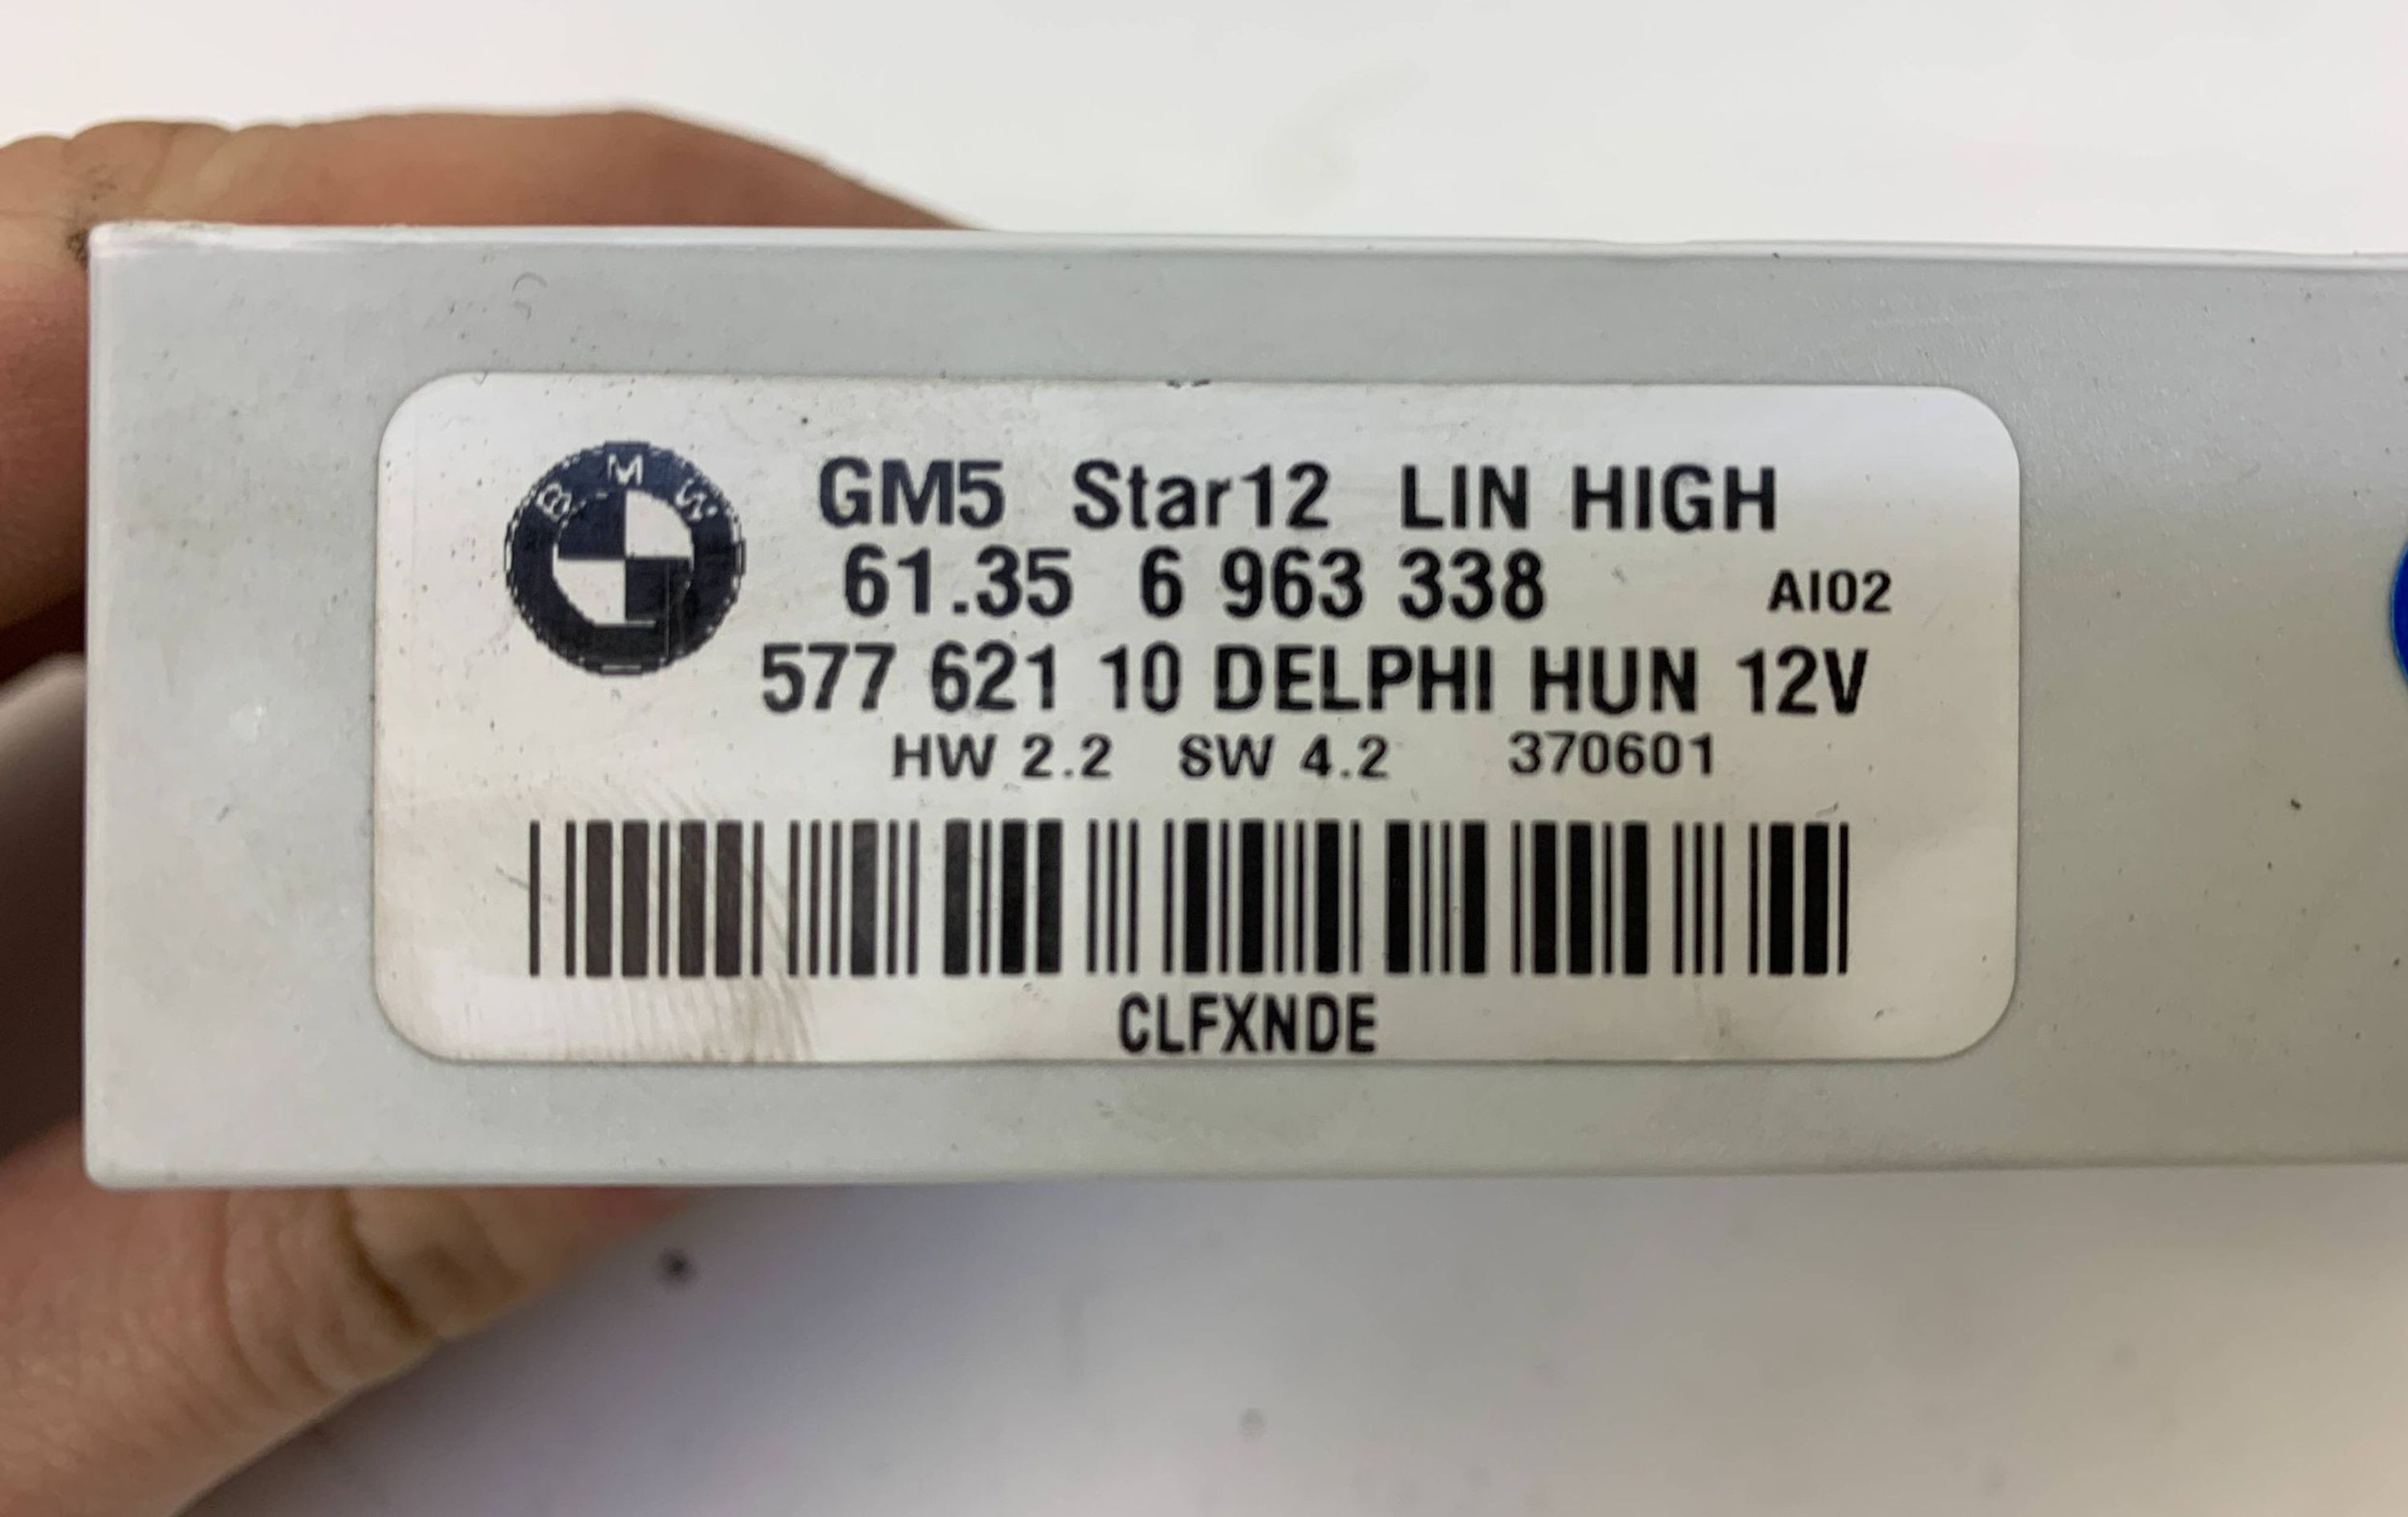 BMW
GM5 Star12 LIN HIGH
61.35 6 963 338 AI02
577 621 10 DELPHI HUN 12V
HW 2.2 SW 4.2 370601
CLFXNDE